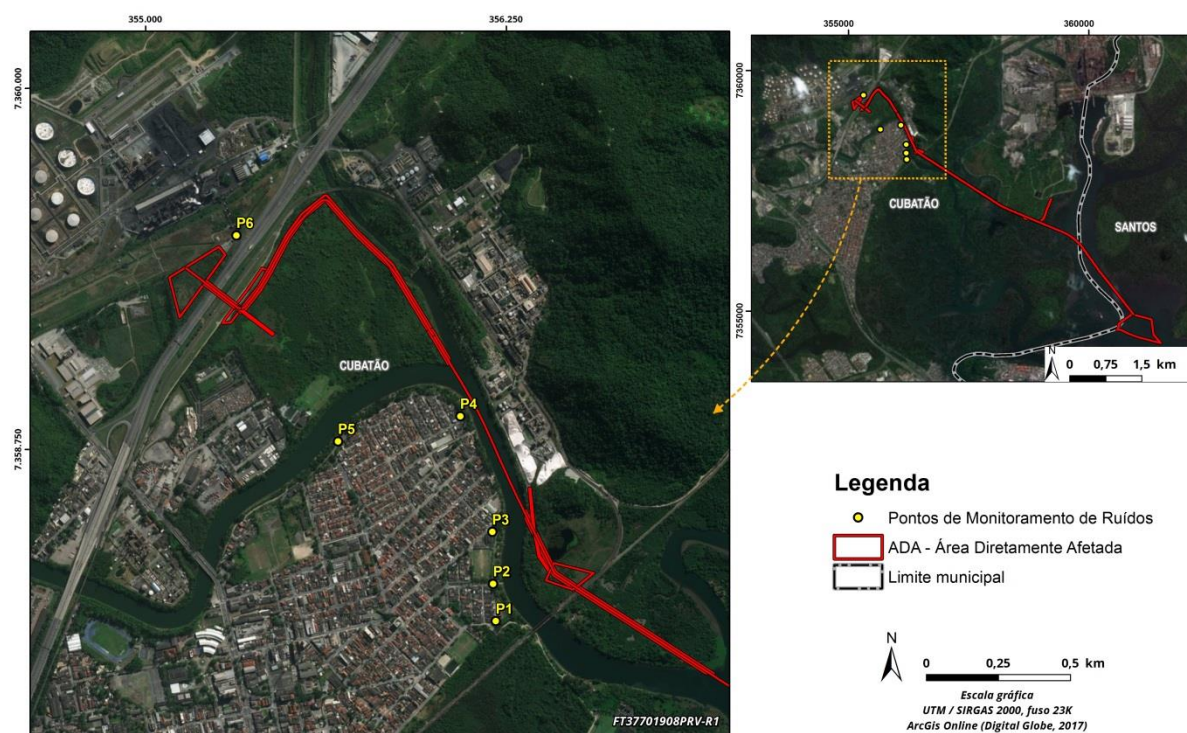 355.000
356.250
7.360.000
7.358.750
P6
CUBATÃO
P4
P5
P3
P2
P1
FT37701908PRV-R1
355000
360000
7360000
7355000
CUBATÃO
SANTOS
N
0 0,75 1,5 km
Legenda
Pontos de Monitoramento de Ruídos
ADA - Área Diretamente Afetada
Limite municipal
N
0 0,25 0,5 km
Escala gráfica
UTM / SIRGAS 2000, fuso 23K
ArcGis Online (Digital Globe, 2017)